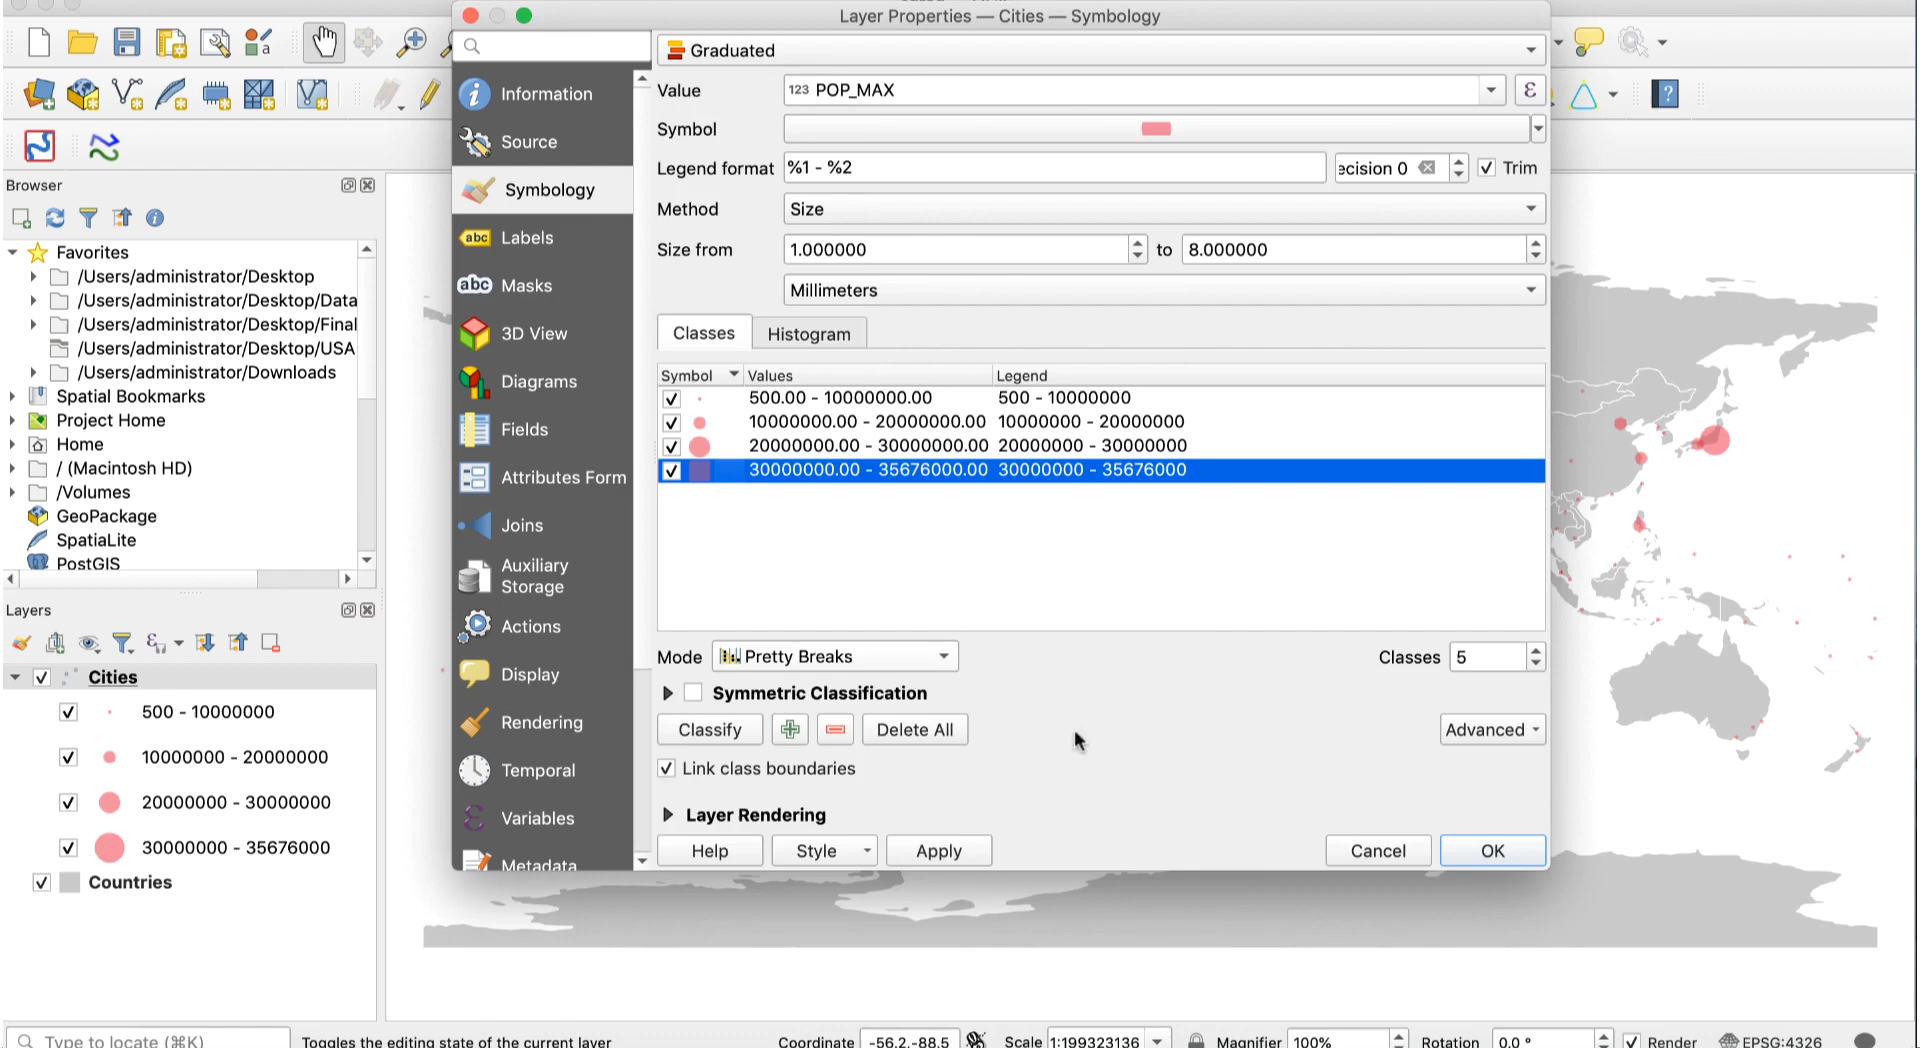 Layer Properties — Cities — Symbology
Graduated
Information
Value
123 POP_MAX
ε
?
Source
Symbol
Symbology
Legend format
%1 - %2
ecision 0
Trim
Browser
Method
Size
Labels
Size from
1.000000
to
8.000000
Masks
Millimeters
Favorites
/Users/administrator/Desktop
/Users/administrator/Desktop/Data
/Users/administrator/Desktop/Final
/Users/administrator/Desktop/USA
/Users/administrator/Downloads
Spatial Bookmarks
Project Home
Home
/ (Macintosh HD)
/Volumes
GeoPackage
SpatiaLite
PostGIS
3D View
Diagrams
Fields
Attributes Form
Joins
Auxiliary
Storage
Actions
Display
Rendering
Temporal
Variables
Metadata
abc
abc
Classes
Histogram
Symbol Values Legend
500.00 - 10000000.00 500 - 10000000
10000000.00 - 20000000.00 10000000 - 20000000
20000000.00 - 30000000.00 20000000 - 30000000
30000000.00 - 35676000.00 30000000 - 35676000
Mode
Pretty Breaks
Classes
5
Symmetric Classification
Classify
Delete All
Advanced
Link class boundaries
Layer Rendering
Help
Style
Apply
Cancel
OK
Layers
Cities
500 - 10000000
10000000 - 20000000
20000000 - 30000000
30000000 - 35676000
Countries
Type to locate (⌘K)
Toggles the editing state of the current layer
Coordinate
-56.2,-88.5
Scale
1:199323136
Magnifier
100%
Rotation
0.0 °
Render
EPSG:4326